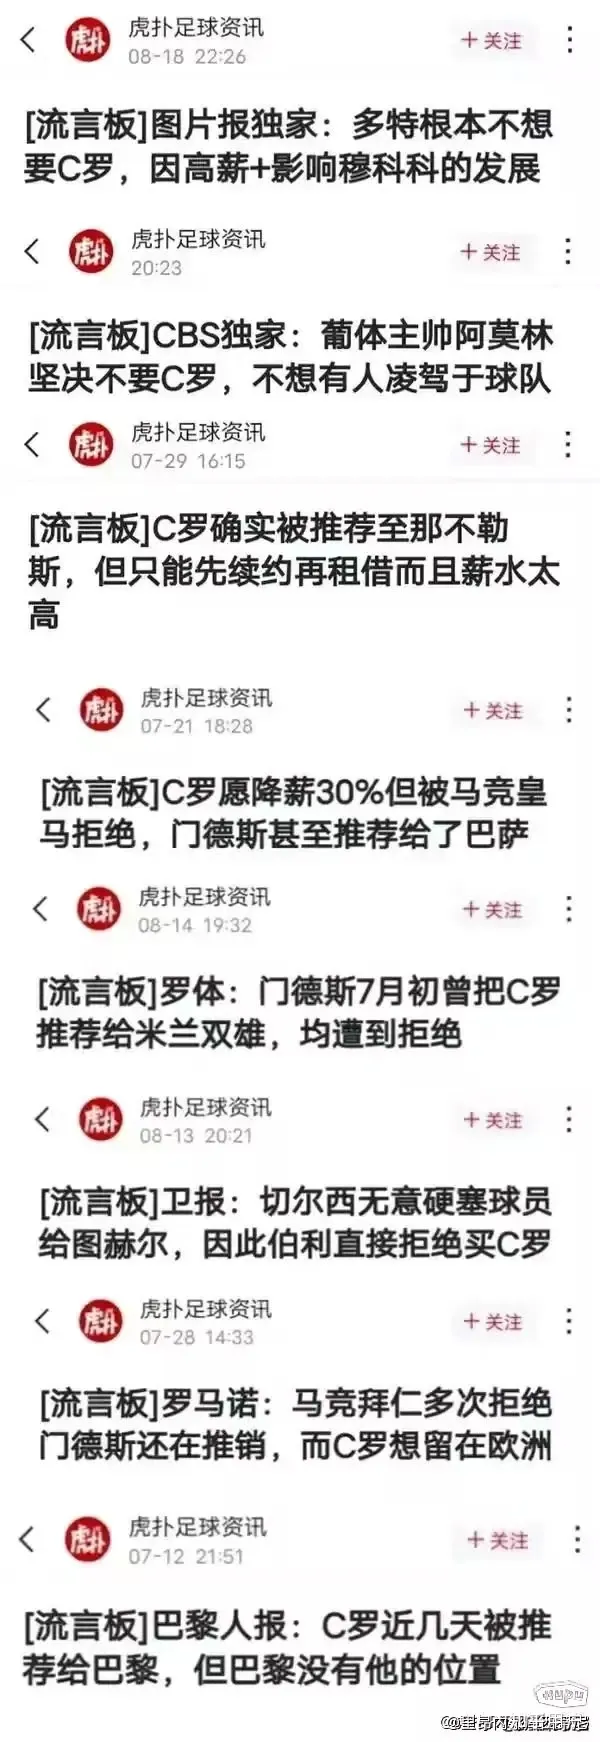 虎扑足球资讯
08-18 22:26
+ 关注
[流言板]图片报独家：多特根本不想
要C罗，因高薪+影响穆科科的发展
虎扑足球资讯
20:23
+ 关注
[流言板]CBS独家：葡体主帅阿莫林
坚决不要C罗，不想有人凌驾于球队
虎扑足球资讯
07-29 16:15
+ 关注
[流言板]C罗确实被推荐至那不勒
斯，但只能先续约再租借而且薪水太
高
虎扑足球资讯
07-21 18:28
+ 关注
[流言板]C罗愿降薪30%但被马竞皇
马拒绝，门德斯甚至推荐给了巴萨
虎扑足球资讯
08-14 19:32
+ 关注
[流言板]罗体：门德斯7月初曾把C罗
推荐给米兰双雄，均遭到拒绝
虎扑足球资讯
08-13 20:21
+ 关注
[流言板]卫报：切尔西无意硬塞球员
给图赫尔，因此伯利直接拒绝买C罗
虎扑足球资讯
07-28 14:33
+ 关注
[流言板]罗马诺：马竞拜仁多次拒绝
门德斯还在推销，而C罗想留在欧洲
虎扑足球资讯
07-12 21:51
+ 关注
[流言板]巴黎人报：C罗近几天被推
荐给巴黎，但巴黎没有他的位置
hupu